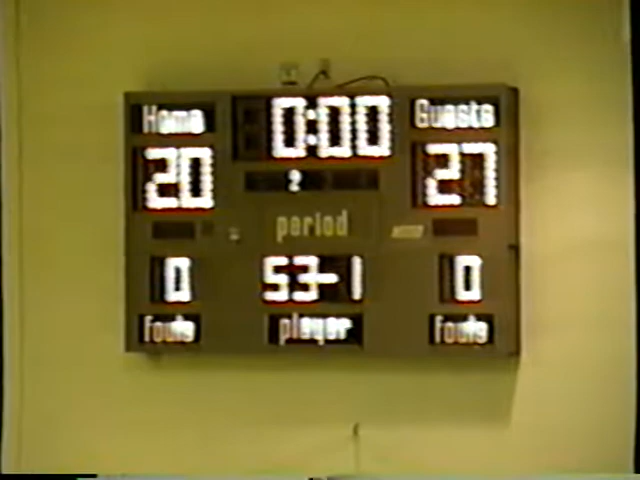 Home 0:00 Guests
20 2 27
period
0 53-1 0
fouls player fouls